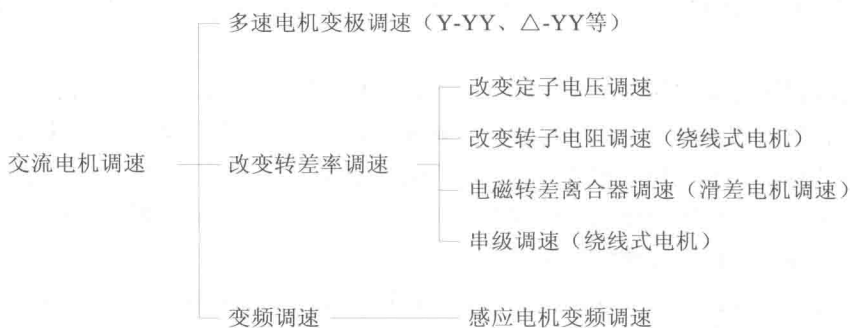 多速电机变极调速（Y-YY、△-YY等）
改变定子电压调速
改变转子电阻调速（绕线式电机）
交流电机调速
改变转差率调速
电磁转差离合器调速（滑差电机调速）
串级调速（绕线式电机）
变频调速
感应电机变频调速